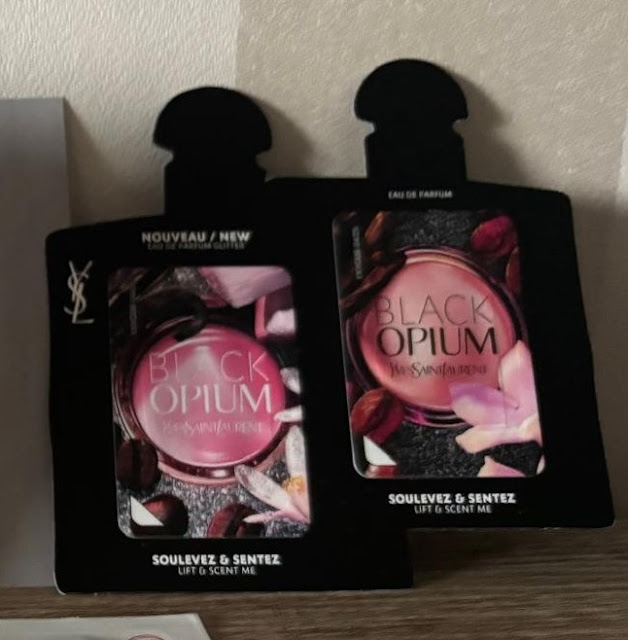 NOUVEAU / NEW
EAU DE PARFUM GLITTER
YSL
BLACK
OPIUM
YVESSAINTLAURENT
SOULEVEZ & SENTEZ
LIFT & SCENT ME
EAU DE PARFUM
BLACK
OPIUM
YVESSAINTLAURENT
SOULEVEZ & SENTEZ
LIFT & SCENT ME